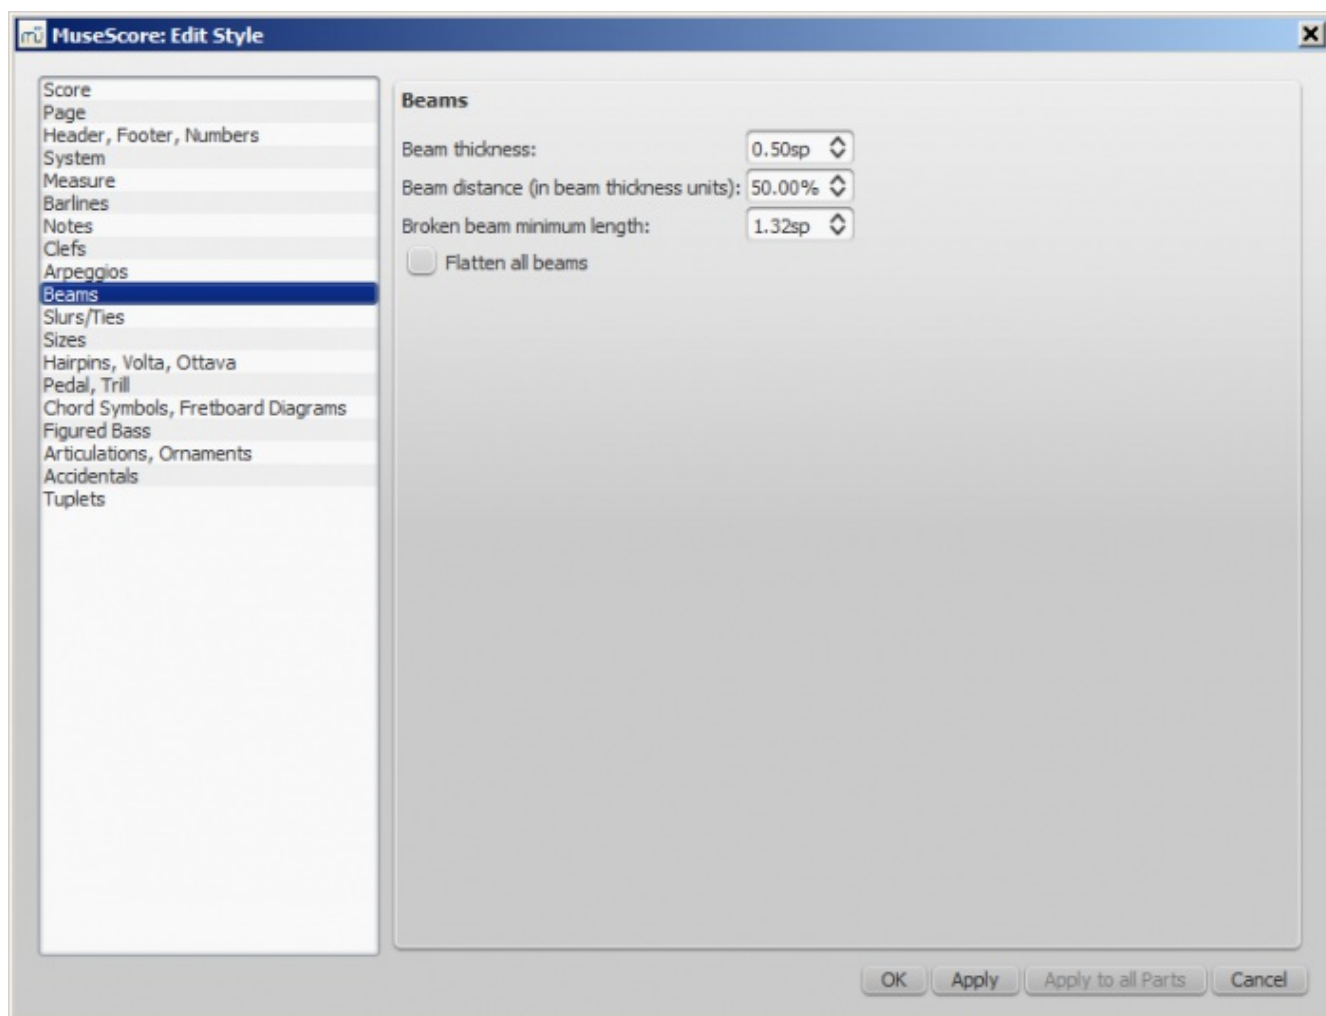 mü MuseScore: Edit Style
Score
Page
Header, Footer, Numbers
System
Measure
Barlines
Notes
Clefs
Arpeggios
Beams
Slurs/Ties
Sizes
Hairpins, Volta, Ottava
Pedal, Trill
Chord Symbols, Fretboard Diagrams
Figured Bass
Articulations, Ornaments
Accidentals
Tuplets
Beams
Beam thickness: 0.50sp
Beam distance (in beam thickness units): 50.00%
Broken beam minimum length: 1.32sp
Flatten all beams
OK Apply Apply to all Parts Cancel